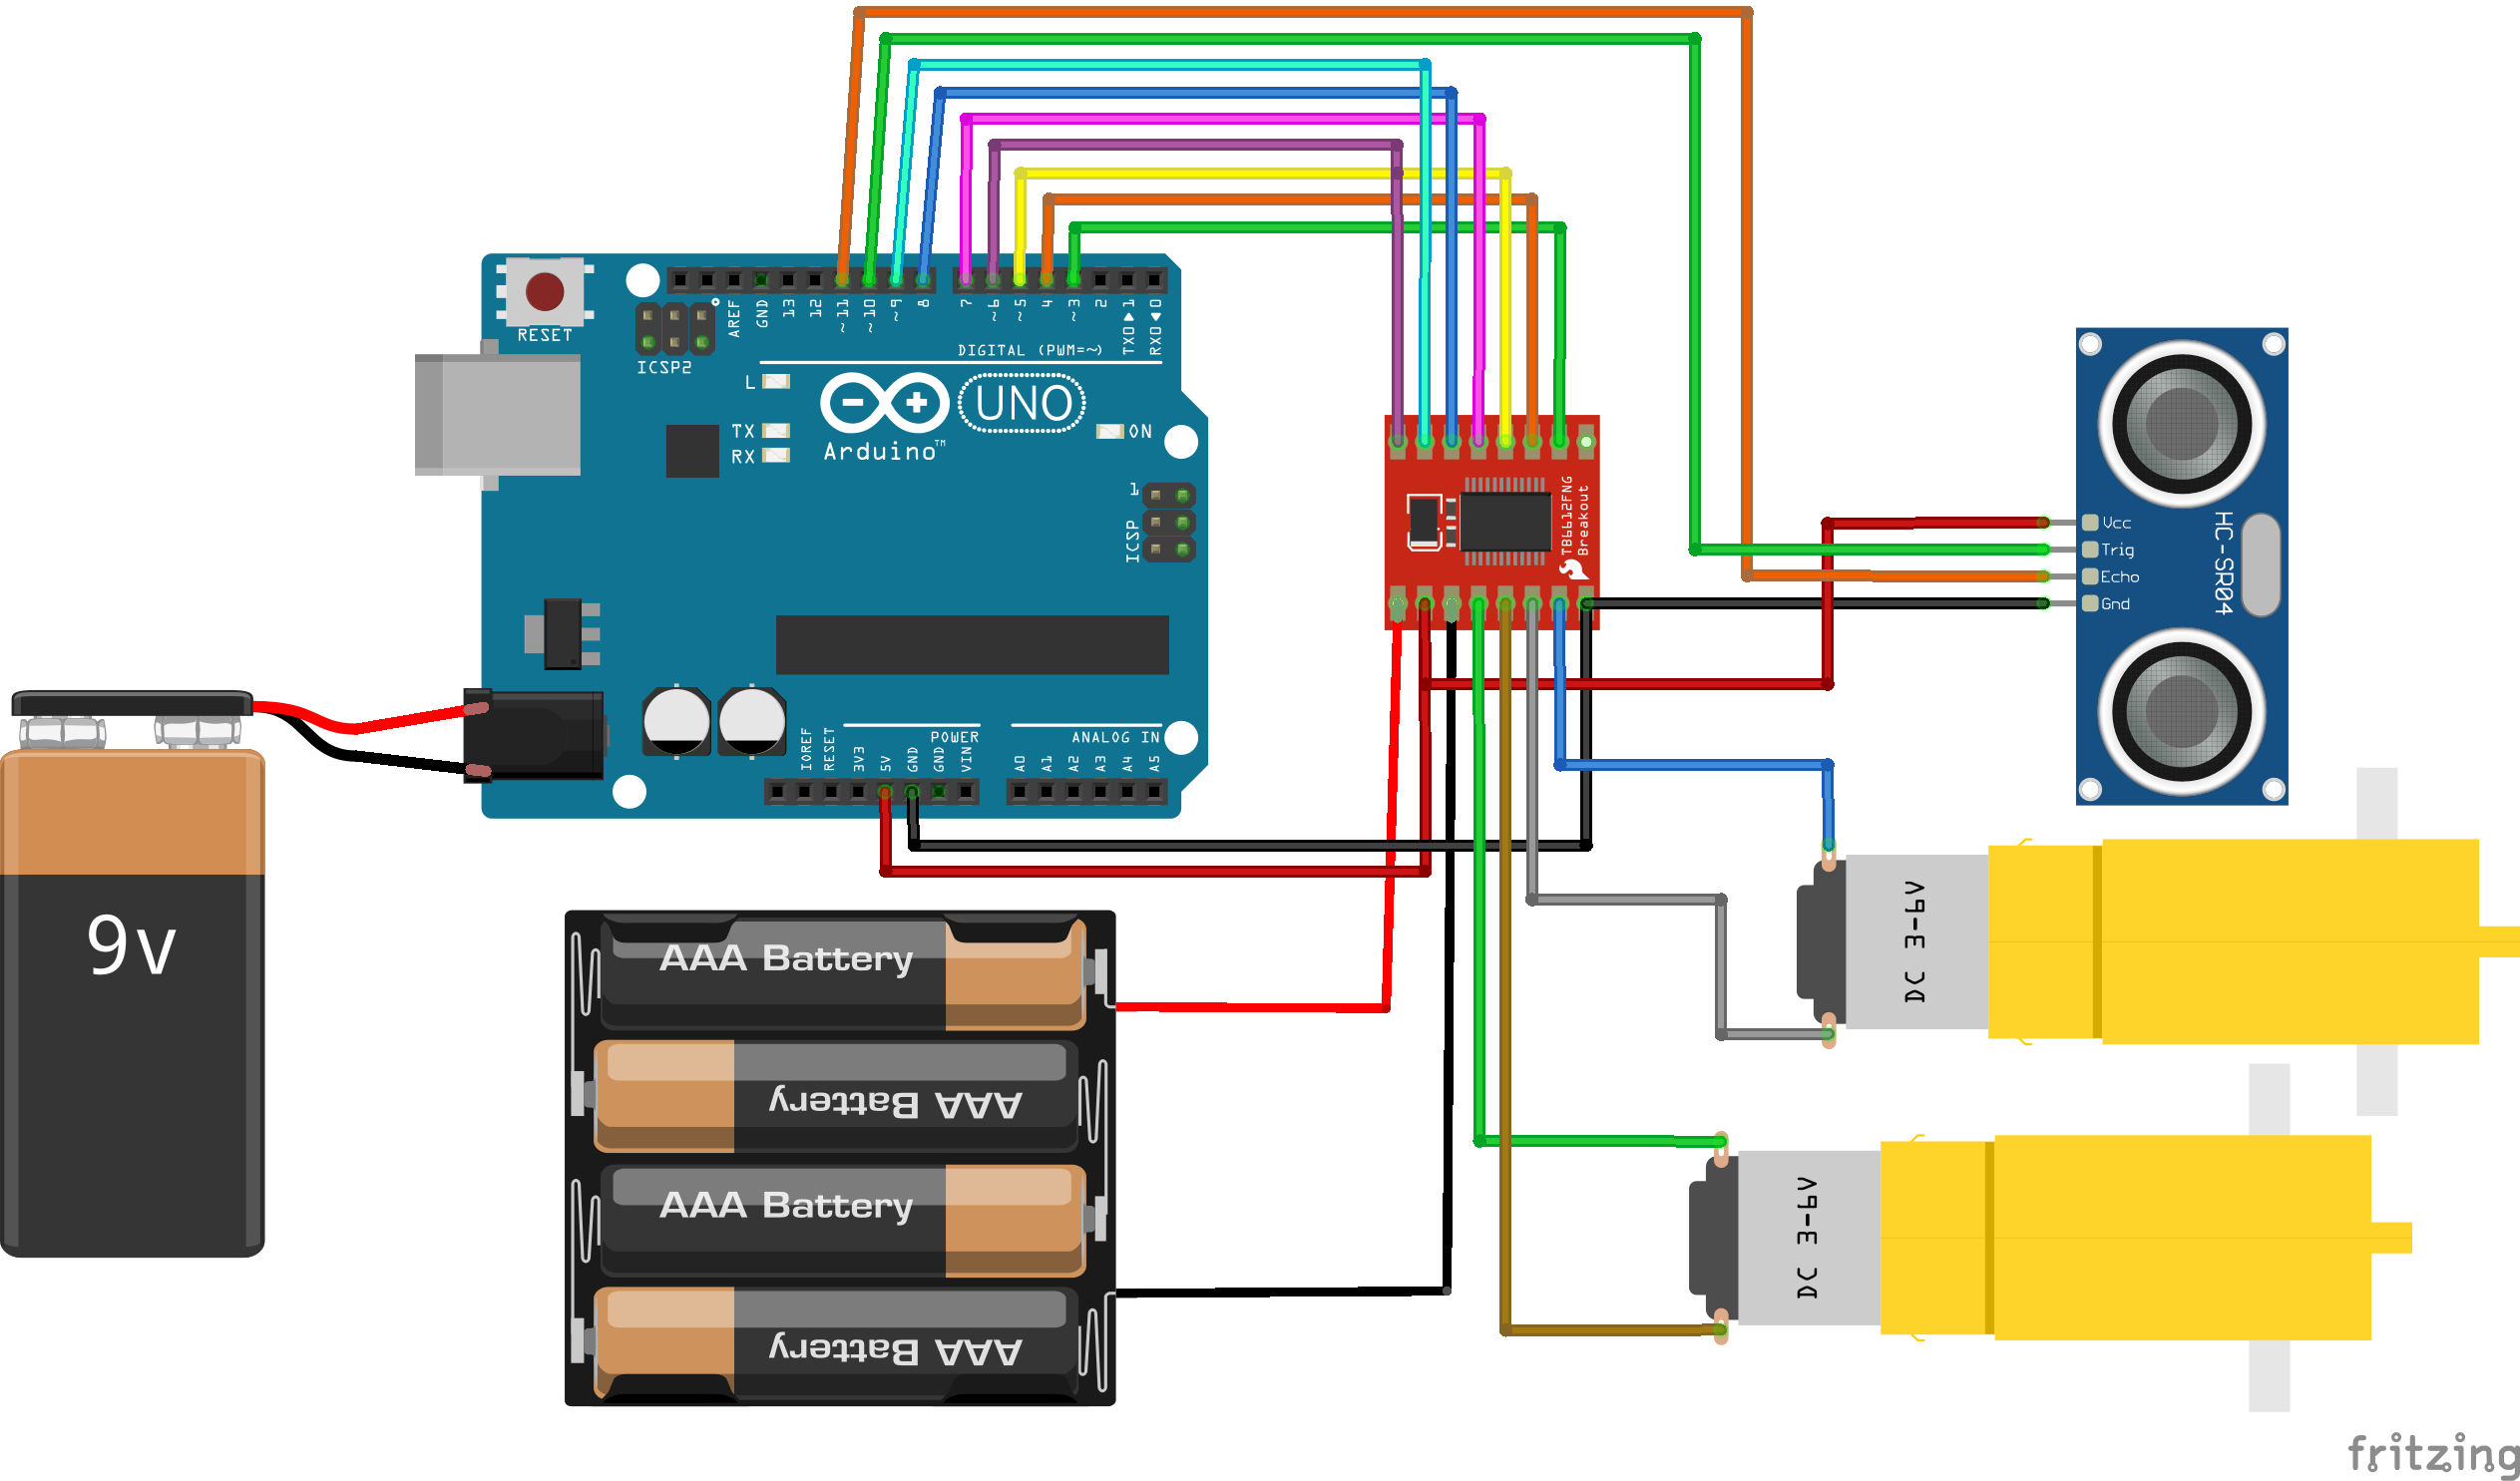 RESET
ICSP2
AREF
GND
13
12
~11
~10
~9
8
7
~6
~5
4
~3
2
TX0 ▶ 1
RX0 ◀ 0
DIGITAL (PWM=~)
L
TX
RX
UNO
Arduino™
ON
1
ICSP
IOREF
RESET
3V3
5V
GND
GND
VIN
POWER
A0
A1
A2
A3
A4
A5
ANALOG IN
TB6612FNG
Breakout
Vcc
Trig
Echo
Gnd
HC-SR04
9v
AAA Battery
AAA Battery
AAA Battery
AAA Battery
DC 3-6V
DC 3-6V
fritzing